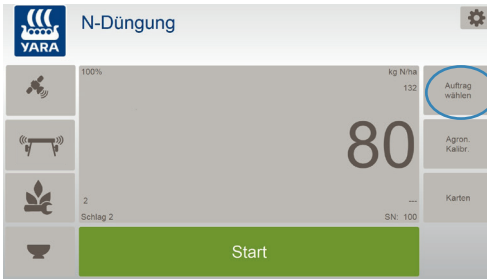 YARA
N-Düngung
100%
kg N/ha
132
80
2
---
Schlag 2
SN: 100
Auftrag
wählen
Agron.
Kalibr.
Karten
Start